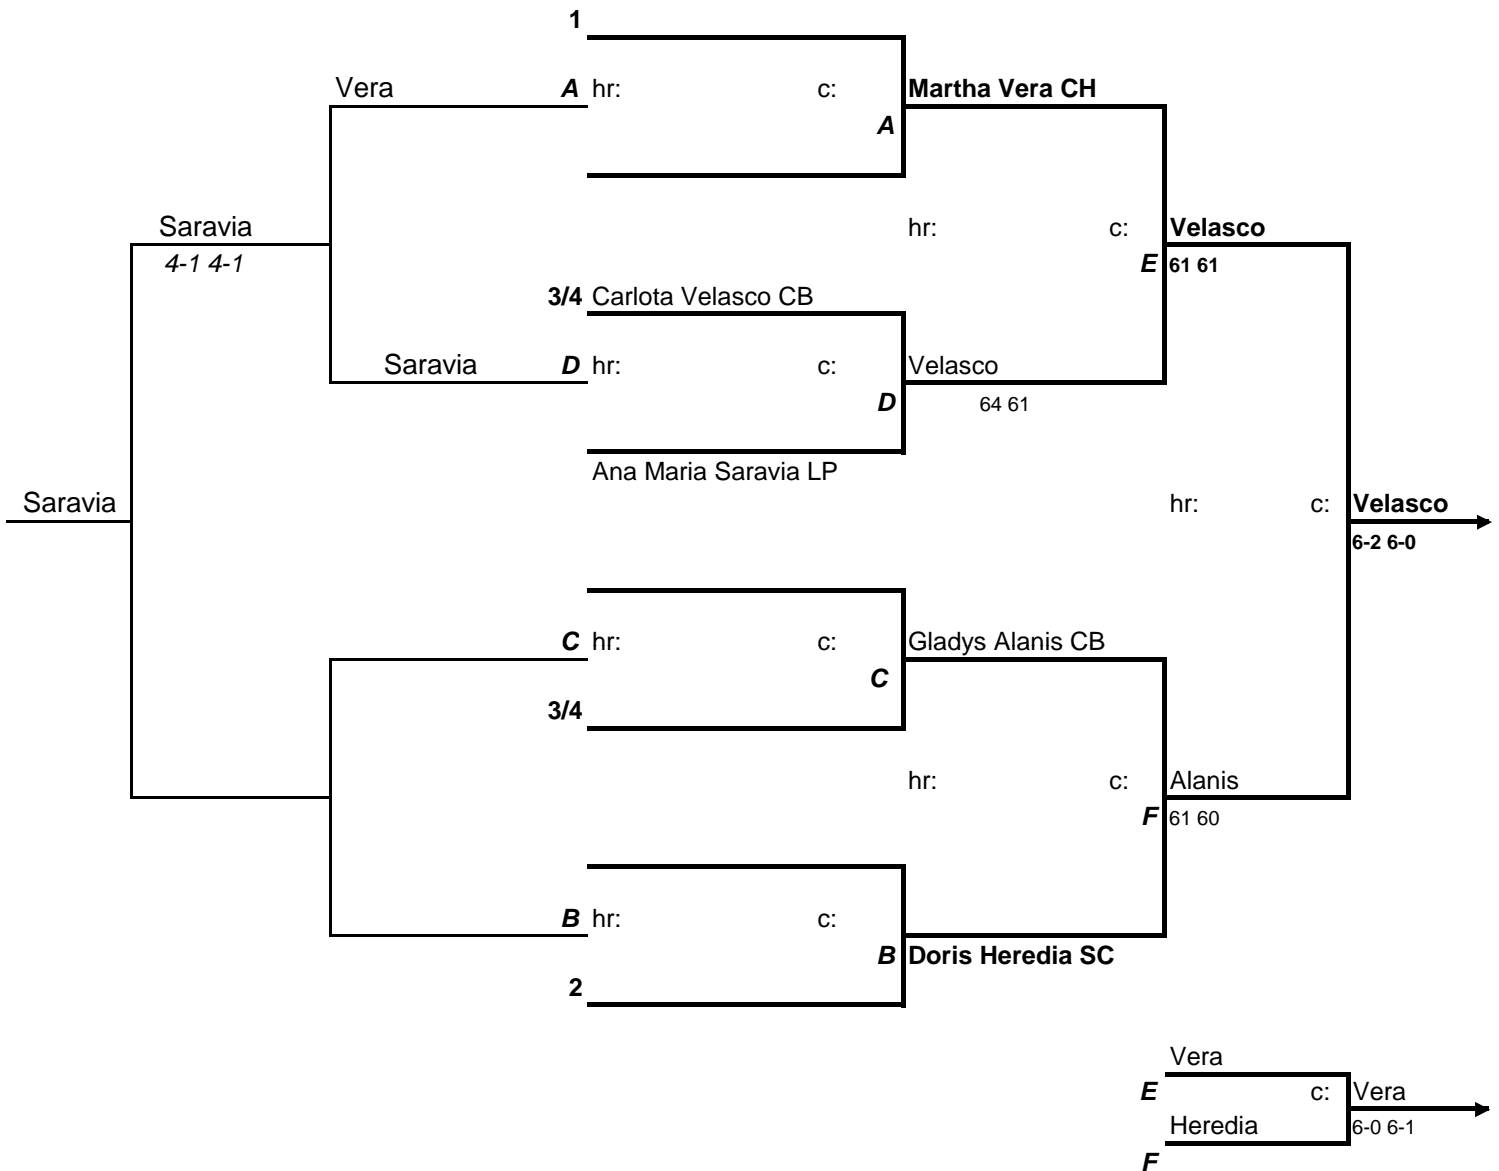 1
Vera A hr: c: Martha Vera CH
A
Saravia hr: c: Velasco
4-1 4-1 E 61 61
3/4 Carlota Velasco CB
Saravia D hr: c: Velasco
D 64 61
Ana Maria Saravia LP
Saravia hr: c: Velasco
6-2 6-0
C hr: c: Gladys Alanis CB
C
3/4
hr: c: Alanis
F 61 60
B hr: c:
B Doris Heredia SC
2
Vera
E c: Vera
Heredia 6-0 6-1
F